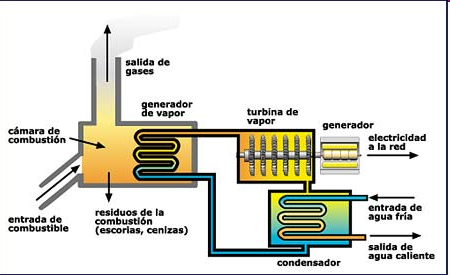 salida de
gases
generador
de vapor
turbina de
vapor
generador
electricidad
a la red
cámara de
combustión
entrada de
combustible
residuos de la
combustión
(escorias, cenizas)
entrada de
agua fría
salida de
agua caliente
condensador